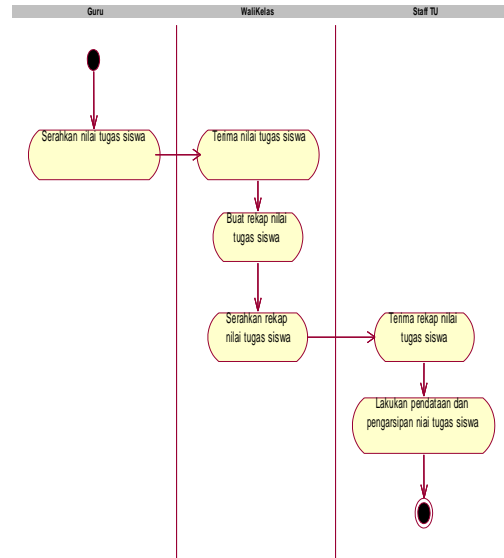 Guru
WaliKelas
Staff TU
Serahkan nilai tugas siswa
Terima nilai tugas siswa
Buat rekap nilai
tugas siswa
Serahkan rekap
nilai tugas siswa
Terima rekap nilai
tugas siswa
Lakukan pendataan dan
pengarsipan niai tugas siswa